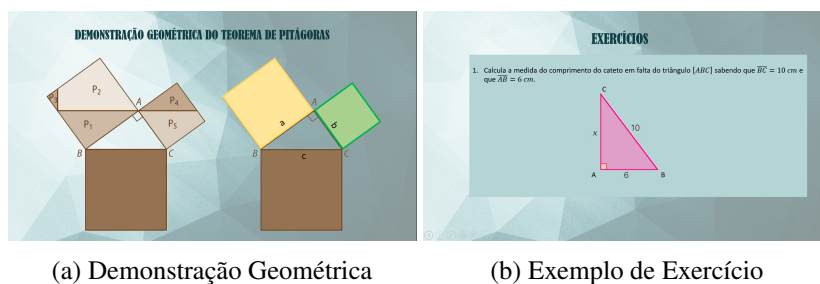 DEMONSTRAÇÃO GEOMÉTRICA DO TEOREMA DE PITÁGORAS
P3
P2
A
P4
P1
P5
B
C
A
a
b
B
c
C
EXERCÍCIOS
1. Calcula a medida do comprimento do cateto em falta do triângulo [ABC] sabendo que BC = 10 cm e
que AB = 6 cm.
C
x
10
A
6
B
(a) Demonstração Geométrica
(b) Exemplo de Exercício